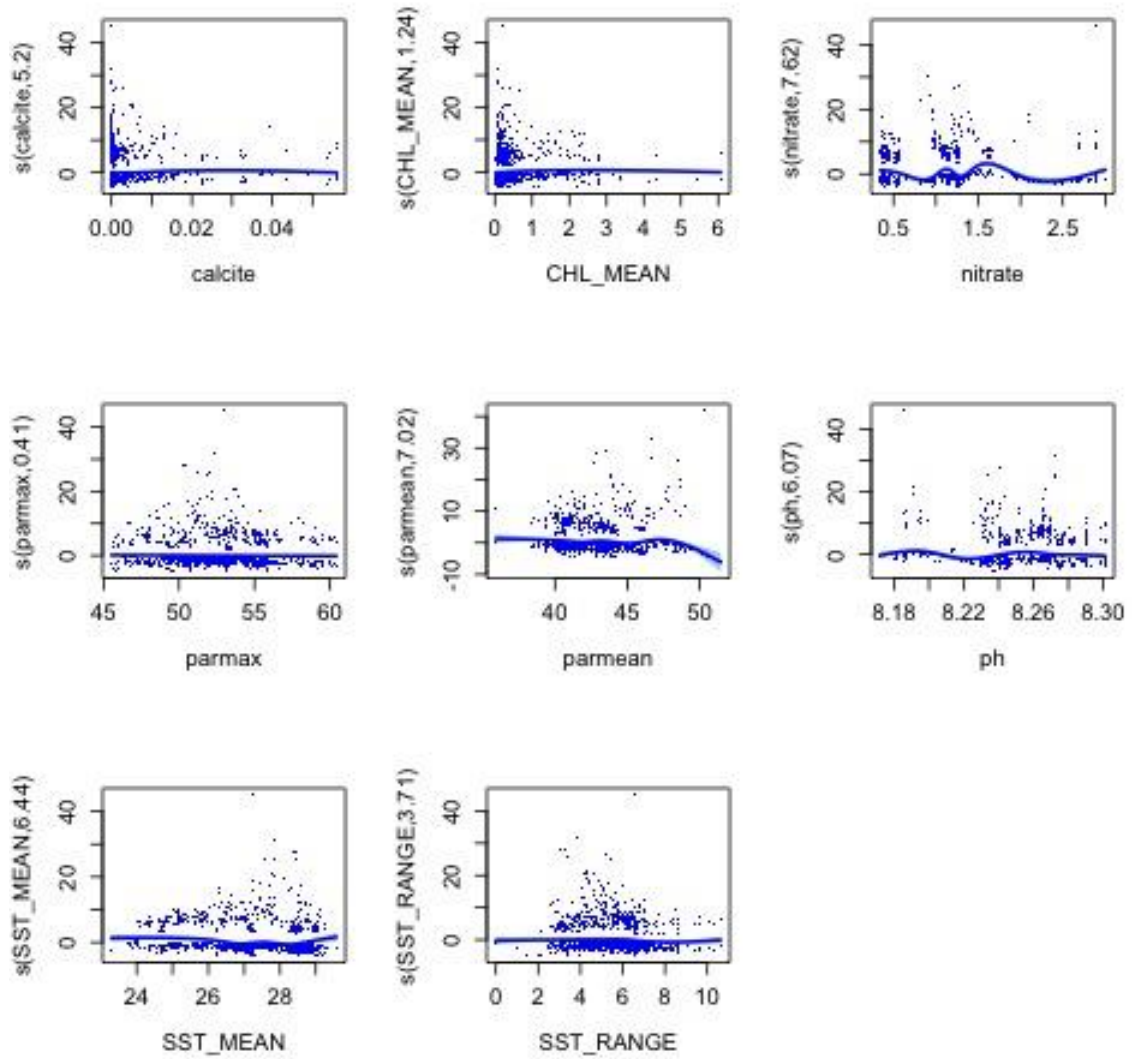 s(calcite,5.2)
40
20
0
0.00 0.02 0.04
calcite
s(CHL_MEAN,1.24)
40
20
0
0 1 2 3 4 5 6
CHL_MEAN
s(nitrate,7.62)
40
20
0
0.5 1.5 2.5
nitrate
s(parmax,0.41)
40
20
0
45 50 55 60
parmax
s(parmean,7.02)
30
10
-10
40 45 50
parmean
s(ph,6.07)
40
20
0
8.18 8.22 8.26 8.30
ph
s(SST_MEAN,6.44)
40
20
0
24 26 28
SST_MEAN
s(SST_RANGE,3.71)
40
20
0
0 2 4 6 8 10
SST_RANGE